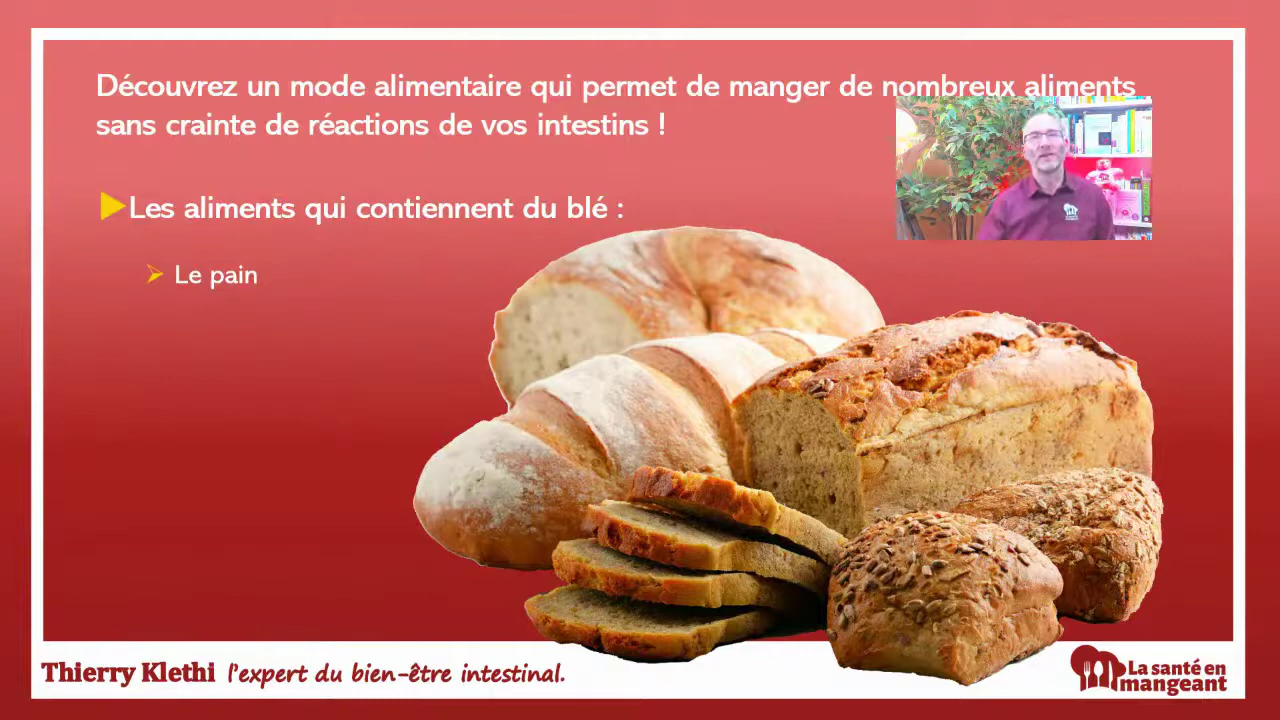 Découvrez un mode alimentaire qui permet de manger de nombreux aliments
sans crainte de réactions de vos intestins !
Les aliments qui contiennent du blé :
Le pain
Thierry Klethi l'expert du bien-être intestinal.
La santé en
mangeant